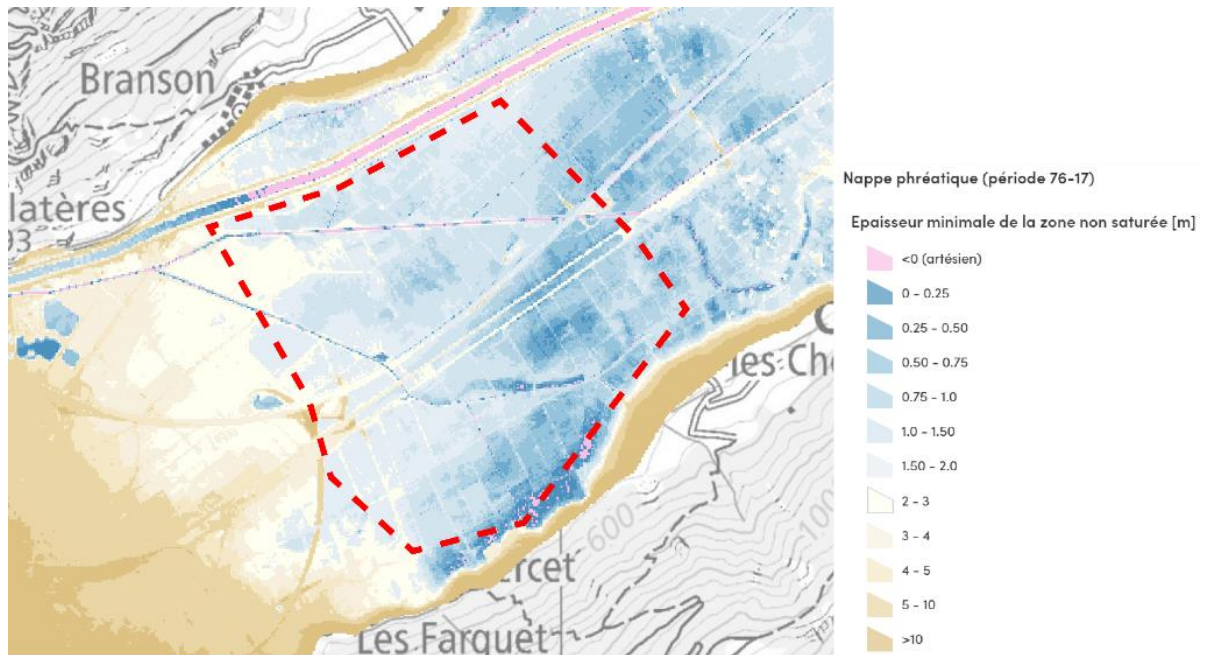 Branson
latères
93
ercet
Les Farquet
les Ch
600
Nappe phréatique (période 76-17)
Epaisseur minimale de la zone non saturée [m]
<0 (artésien)
0 - 0.25
0.25 - 0.50
0.50 - 0.75
0.75 - 1.0
1.0 - 1.50
1.50 - 2.0
2 - 3
3 - 4
4 - 5
5 - 10
>10